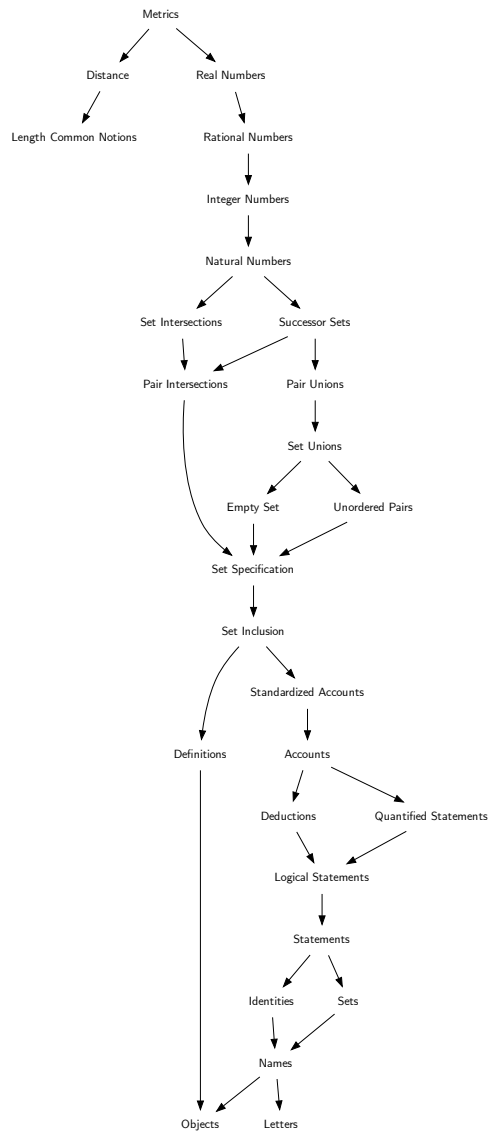 Metrics
Distance
Real Numbers
Length Common Notions
Rational Numbers
Integer Numbers
Natural Numbers
Set Intersections
Successor Sets
Pair Intersections
Pair Unions
Set Unions
Empty Set
Unordered Pairs
Set Specification
Set Inclusion
Standardized Accounts
Definitions
Accounts
Deductions
Quantified Statements
Logical Statements
Statements
Identities
Sets
Names
Objects
Letters